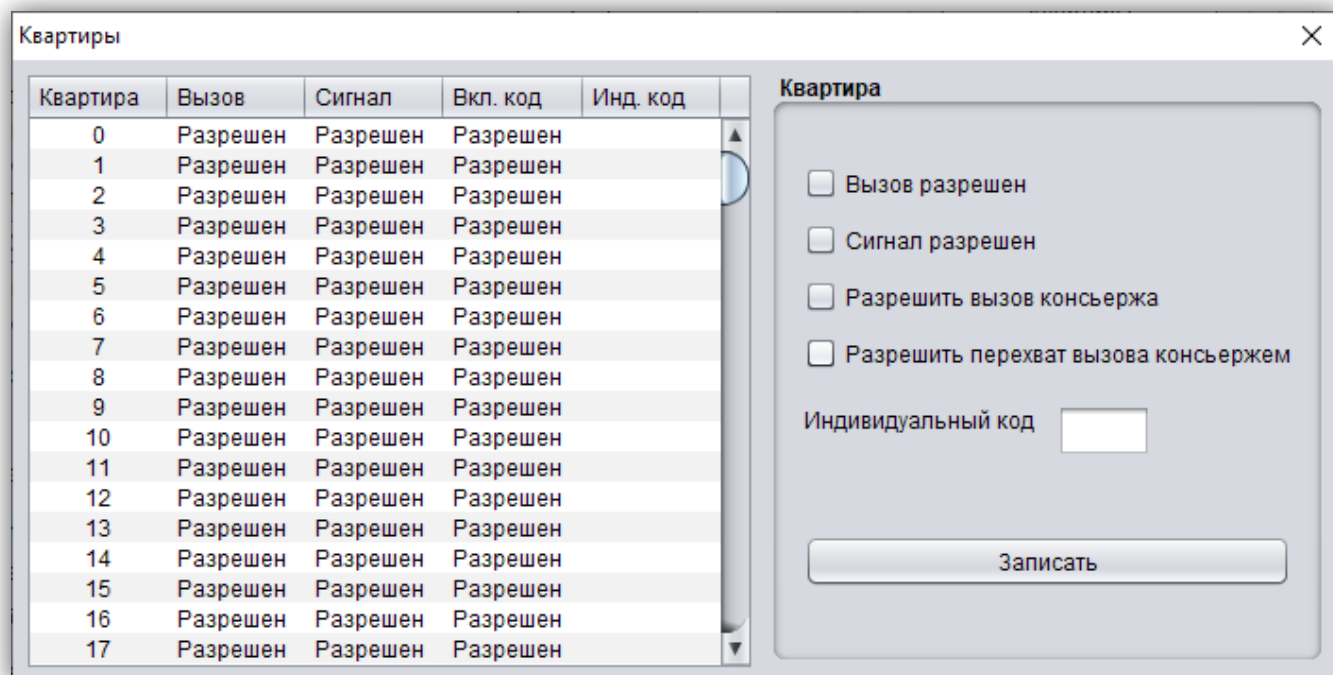 Квартиры
Квартира Вызов Сигнал Вкл. код Инд. код
0 Разрешен Разрешен Разрешен
1 Разрешен Разрешен Разрешен
2 Разрешен Разрешен Разрешен
3 Разрешен Разрешен Разрешен
4 Разрешен Разрешен Разрешен
5 Разрешен Разрешен Разрешен
6 Разрешен Разрешен Разрешен
7 Разрешен Разрешен Разрешен
8 Разрешен Разрешен Разрешен
9 Разрешен Разрешен Разрешен
10 Разрешен Разрешен Разрешен
11 Разрешен Разрешен Разрешен
12 Разрешен Разрешен Разрешен
13 Разрешен Разрешен Разрешен
14 Разрешен Разрешен Разрешен
15 Разрешен Разрешен Разрешен
16 Разрешен Разрешен Разрешен
17 Разрешен Разрешен Разрешен
Квартира
Вызов разрешен
Сигнал разрешен
Разрешить вызов консьержа
Разрешить перехват вызова консьержем
Индивидуальный код
Записать